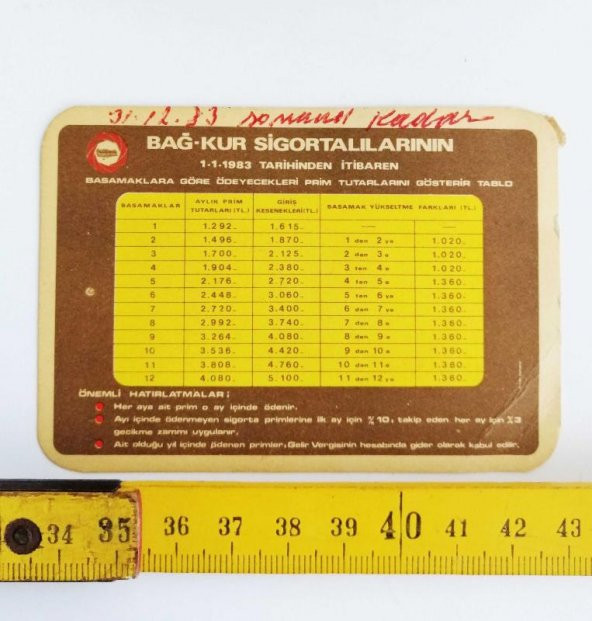 31.12.83 sonuna kadar
BAĞ-KUR SİGORTALILARININ
1-1-1983 TARİHİNDEN İTİBAREN
BASAMAKLARA GÖRE ÖDEYECEKLERİ PRİM TUTARLARINI GÖSTERİR TABLO
BASAMAKLAR AYLIK PRİM TUTARLARI (TL.) GİRİŞ KESENEKLERİ (TL.) BASAMAK YÜKSELTME FARKLARI (TL.)
1 1.292.- 1.615.- — —
2 1.496.- 1.870.- 1 den 2 ye 1.020.-
3 1.700.- 2.125.- 2 den 3 e 1.020.-
4 1.904.- 2.380.- 3 ten 4 e 1.020.-
5 2.176.- 2.720.- 4 ten 5 e 1.360.-
6 2.448.- 3.060.- 5 ten 6 ya 1.360.-
7 2.720.- 3.400.- 6 dan 7 ye 1.360.-
8 2.992.- 3.740.- 7 den 8 e 1.360.-
9 3.264.- 4.080.- 8 den 9 a 1.360.-
10 3.536.- 4.420.- 9 dan 10 a 1.360.-
11 3.808.- 4.760.- 10 dan 11 e 1.360.-
12 4.080.- 5.100.- 11 den 12 ye 1.360.-
ÖNEMLİ HATIRLATMALAR :
Her aya ait prim o ay içinde ödenir.
Ayı içinde ödenmeyen sigorta primlerine ilk ay için %10, takip eden her ay için %3
gecikme zammı uygulanır.
Ait olduğu yıl içinde ödenen primler, Gelir Vergisinin hesabında gider olarak kabul edilir.
34 35 36 37 38 39 40 41 42 43